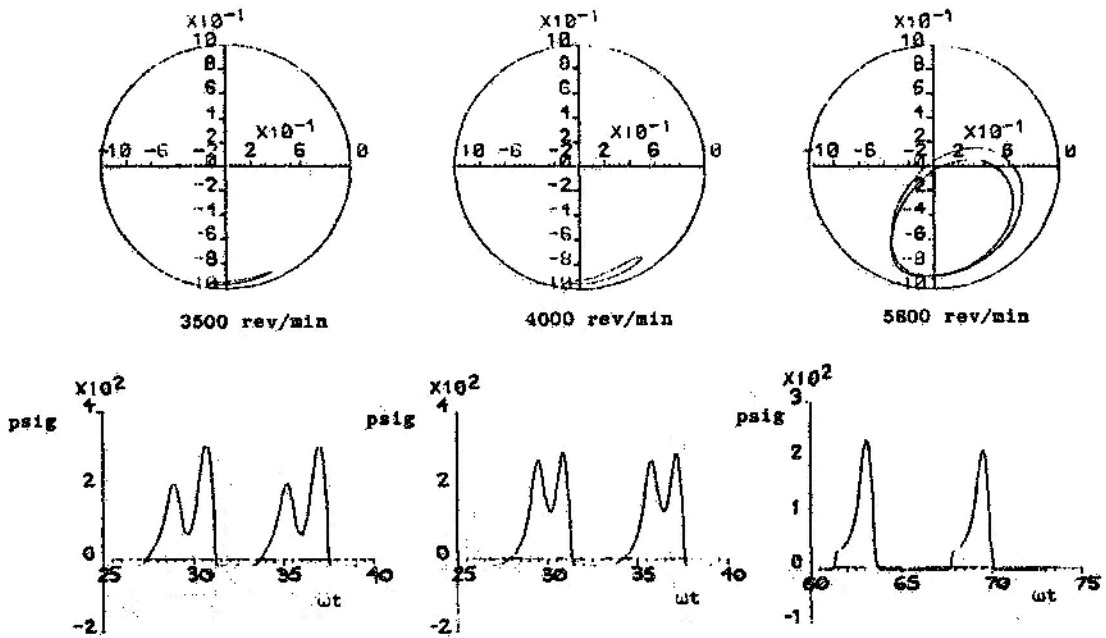 X10⁻¹ X10⁻¹ X10⁻¹
10 10 10
8 8 8
6 6 6
4 4 4
X10⁻¹ X10⁻¹ X10⁻¹
2 2 2
-10 -6 -2 0 2 6 0
-10 -6 -2 0 2 6 0
-10 -6 -2 0 2 6 0
-2 -2 -2
-4 -4 -4
-6 -6 -6
-8 -8 -8
10 10 10
3500 rev/min 4000 rev/min 5800 rev/min
X10² X10² X10²
4 4 3
psig psig psig
2 2 2
1
0 0 0
25 30 35 40 25 30 35 40 60 65 70 75
ωt ωt ωt
-2 -2 -1